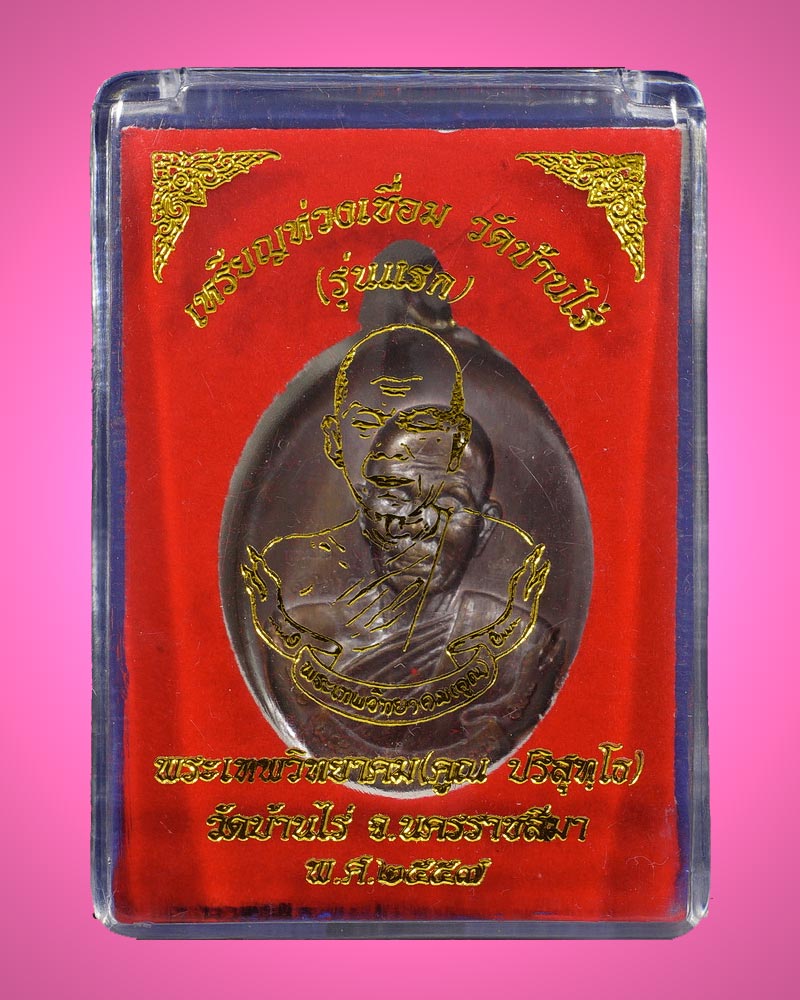 เหรียญห่วงเชื่อม วัดบ้านไร่
(รุ่นแรก)
พระเทพวิทยาคม(คูณ)
พระเทพวิทยาคม(คูณ ปริสุทฺโธ)
วัดบ้านไร่ จ.นครราชสีมา
พ.ศ.๒๕๕๗